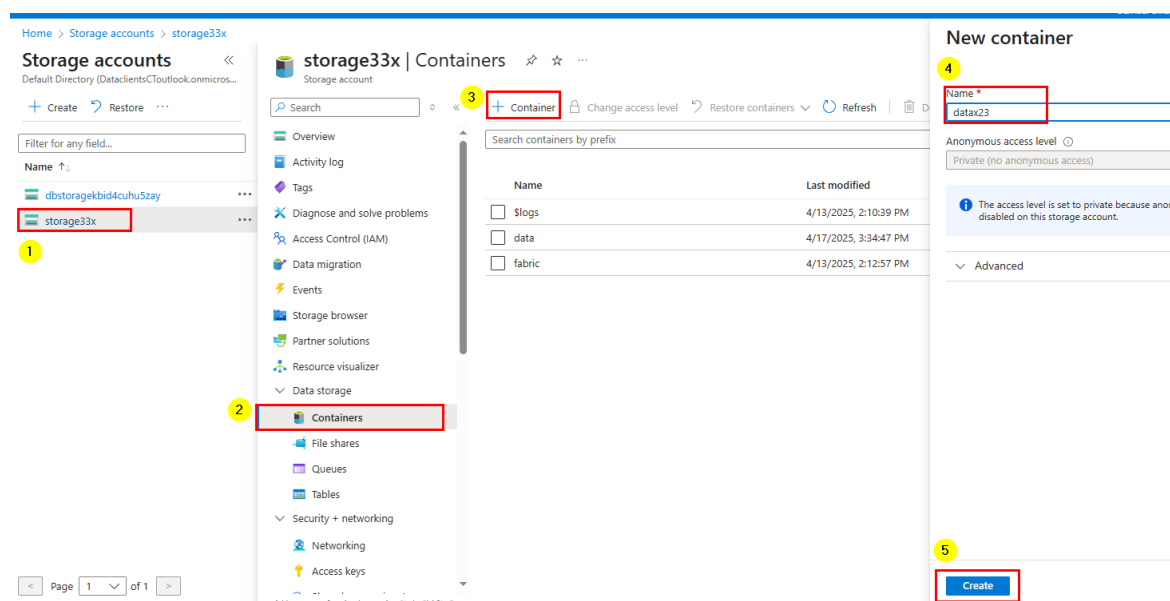 Home > Storage accounts > storage33x
Storage accounts «
Default Directory (DataclientsCToutlook.onmicros...
+ Create Restore ...
Filter for any field...
Name ↑↓
dbstoragekbid4cuhu5zay ...
storage33x ...
1
< Page 1 of 1 >
storage33x | Containers ...
Storage account
Search «
Overview
Activity log
Tags
Diagnose and solve problems
Access Control (IAM)
Data migration
Events
Storage browser
Partner solutions
Resource visualizer
Data storage
2
Containers
File shares
Queues
Tables
Security + networking
Networking
Access keys
3
+ Container Change access level Restore containers Refresh
Search containers by prefix
Name Last modified
$logs 4/13/2025, 2:10:39 PM
data 4/17/2025, 3:34:47 PM
fabric 4/13/2025, 2:12:57 PM
New container
4
Name *
datax23
Anonymous access level
Private (no anonymous access)
The access level is set to private because
disabled on this storage account.
Advanced
5
Create